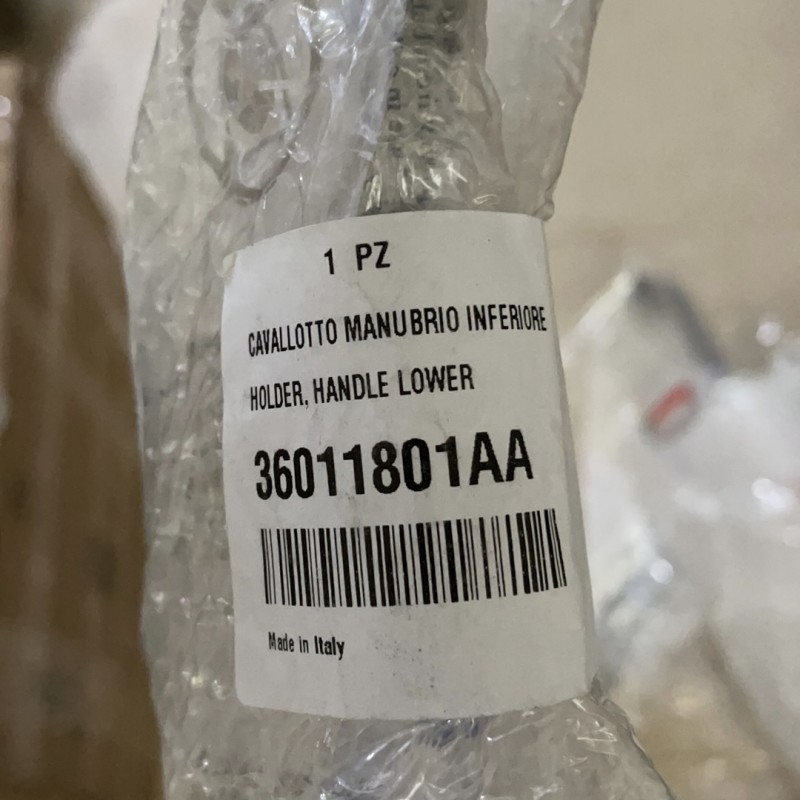 1 PZ
CAVALLOTTO MANUBRIO INFERIORE
HOLDER, HANDLE LOWER
36011801AA
Made in Italy